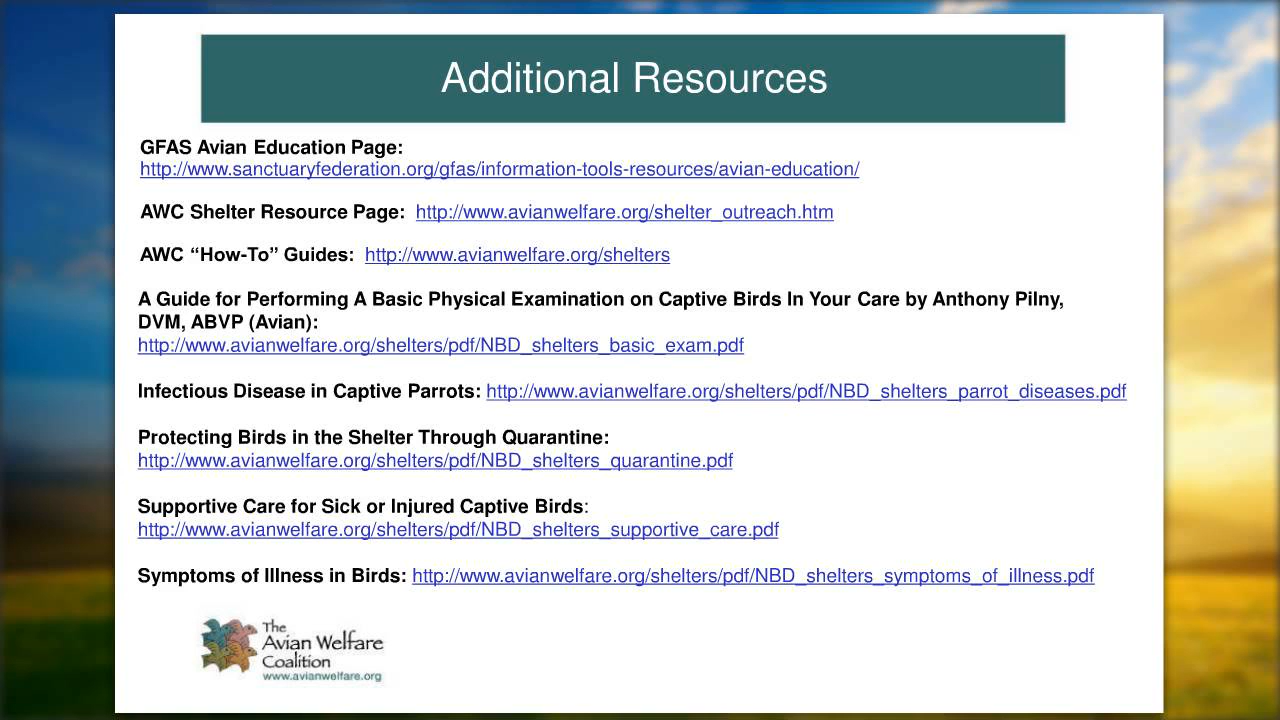 Additional Resources
GFAS Avian Education Page:
http://www.sanctuaryfederation.org/gfas/information-tools-resources/avian-education/
AWC Shelter Resource Page: http://www.avianwelfare.org/shelter_outreach.htm
AWC “How-To” Guides: http://www.avianwelfare.org/shelters
A Guide for Performing A Basic Physical Examination on Captive Birds In Your Care by Anthony Pilny,
DVM, ABVP (Avian):
http://www.avianwelfare.org/shelters/pdf/NBD_shelters_basic_exam.pdf
Infectious Disease in Captive Parrots: http://www.avianwelfare.org/shelters/pdf/NBD_shelters_parrot_diseases.pdf
Protecting Birds in the Shelter Through Quarantine:
http://www.avianwelfare.org/shelters/pdf/NBD_shelters_quarantine.pdf
Supportive Care for Sick or Injured Captive Birds:
http://www.avianwelfare.org/shelters/pdf/NBD_shelters_supportive_care.pdf
Symptoms of Illness in Birds: http://www.avianwelfare.org/shelters/pdf/NBD_shelters_symptoms_of_illness.pdf
The
Avian Welfare
Coalition
www.avianwelfare.org